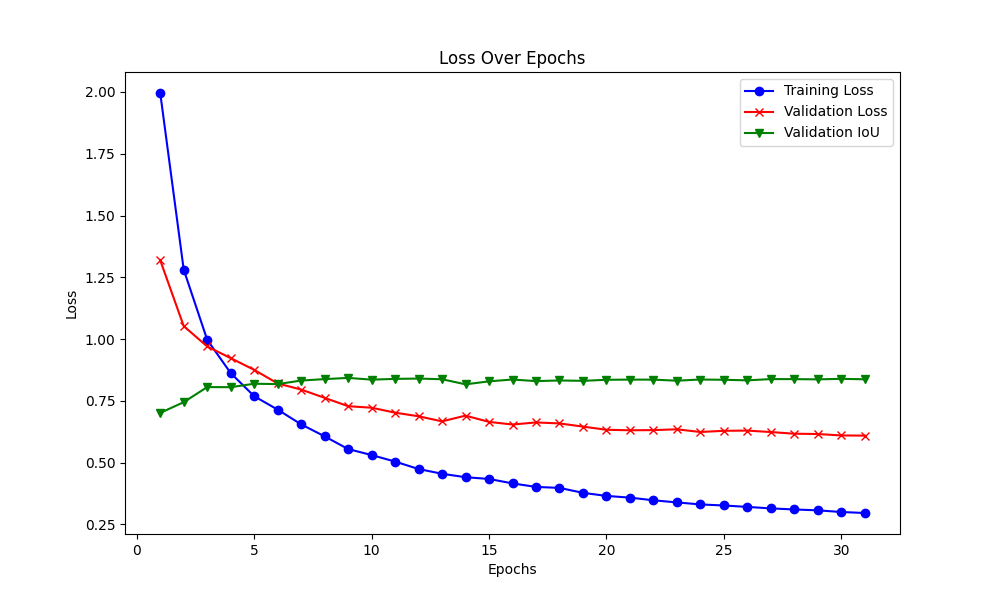 Loss Over Epochs
Training Loss
Validation Loss
Validation IoU
2.00
1.75
1.50
1.25
1.00
0.75
0.50
0.25
Loss
0 5 10 15 20 25 30
Epochs